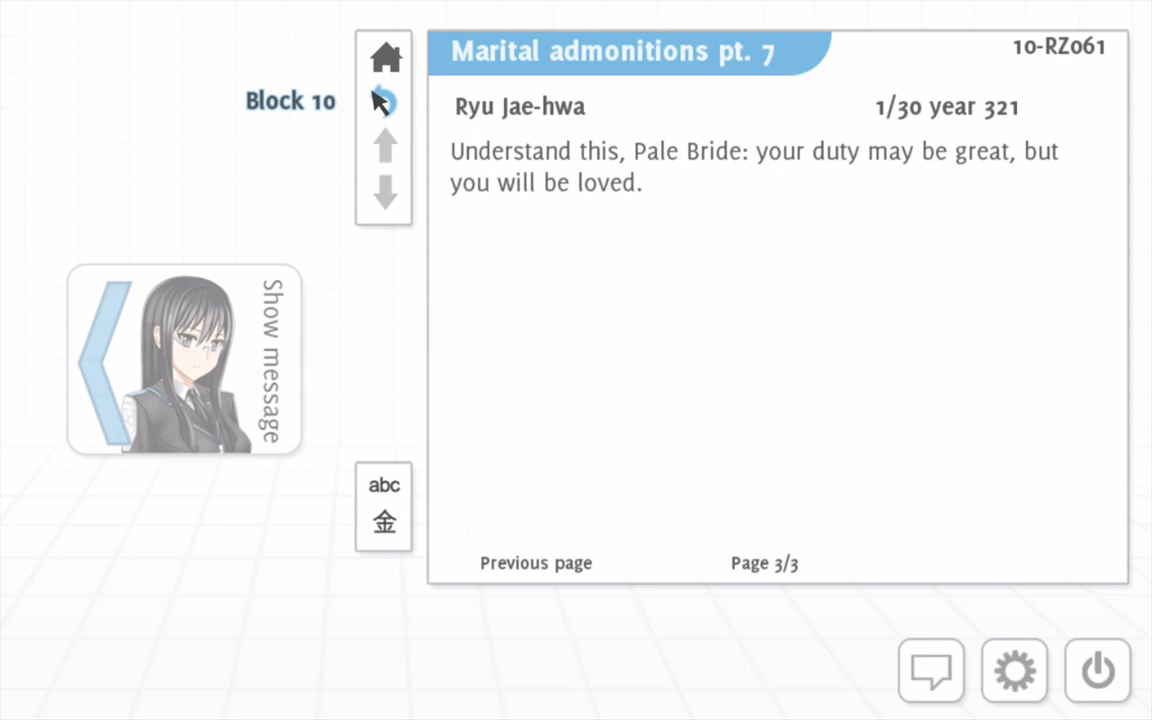 Marital admonitions pt. 7
10-RZ061
Block 10
Ryu Jae-hwa
1/30 year 321
Understand this, Pale Bride: your duty may be great, but
you will be loved.
Show message
abc
金
Previous page
Page 3/3